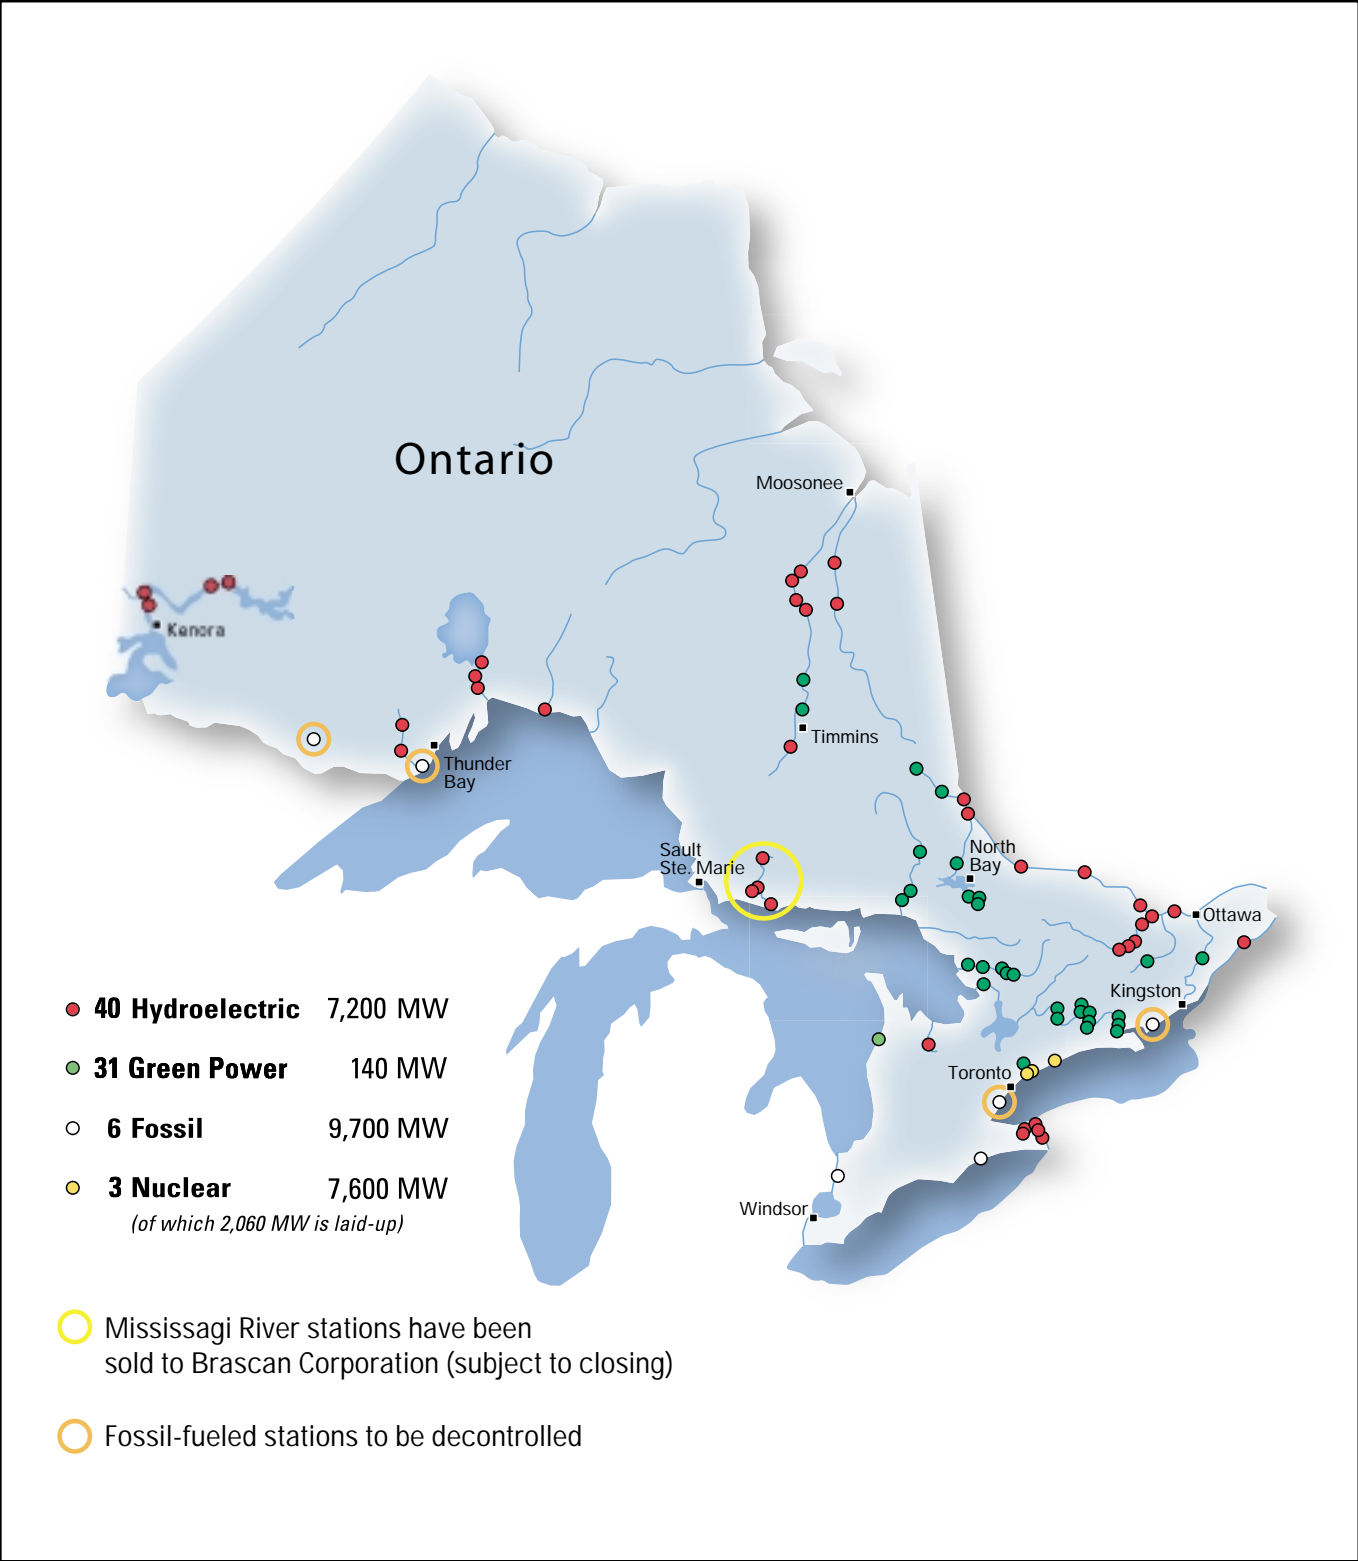 Ontario
Moosonee
Kenora
Timmins
Thunder
Bay
North
Bay
Sault
Ste. Marie
Ottawa
Kingston
Toronto
Windsor
40 Hydroelectric 7,200 MW
31 Green Power 140 MW
6 Fossil 9,700 MW
3 Nuclear 7,600 MW
(of which 2,060 MW is laid-up)
Mississagi River stations have been
sold to Brascan Corporation (subject to closing)
Fossil-fueled stations to be decontrolled